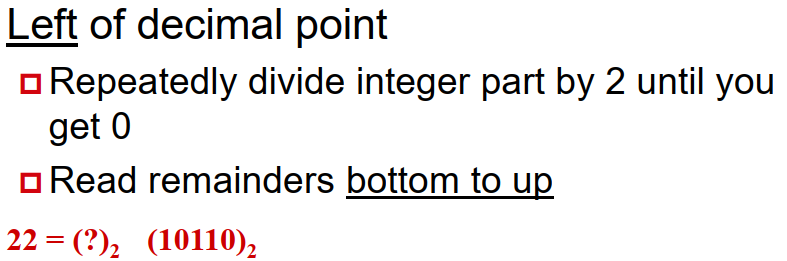 Left of decimal point
Repeatedly divide integer part by 2 until you
get 0
Read remainders bottom to up
22 = (?)₂ (10110)₂